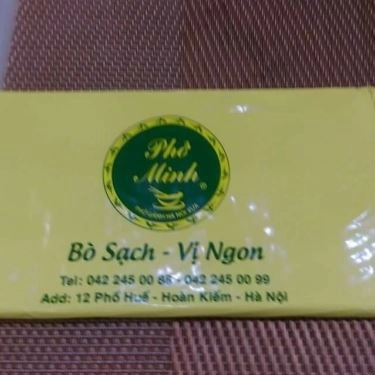 Phở
Minh
®
Bò Sạch - Vị Ngon
Tel: 042 245 00 88 - 042 245 00 99
Add: 12 Phố Huế - Hoàn Kiếm - Hà Nội